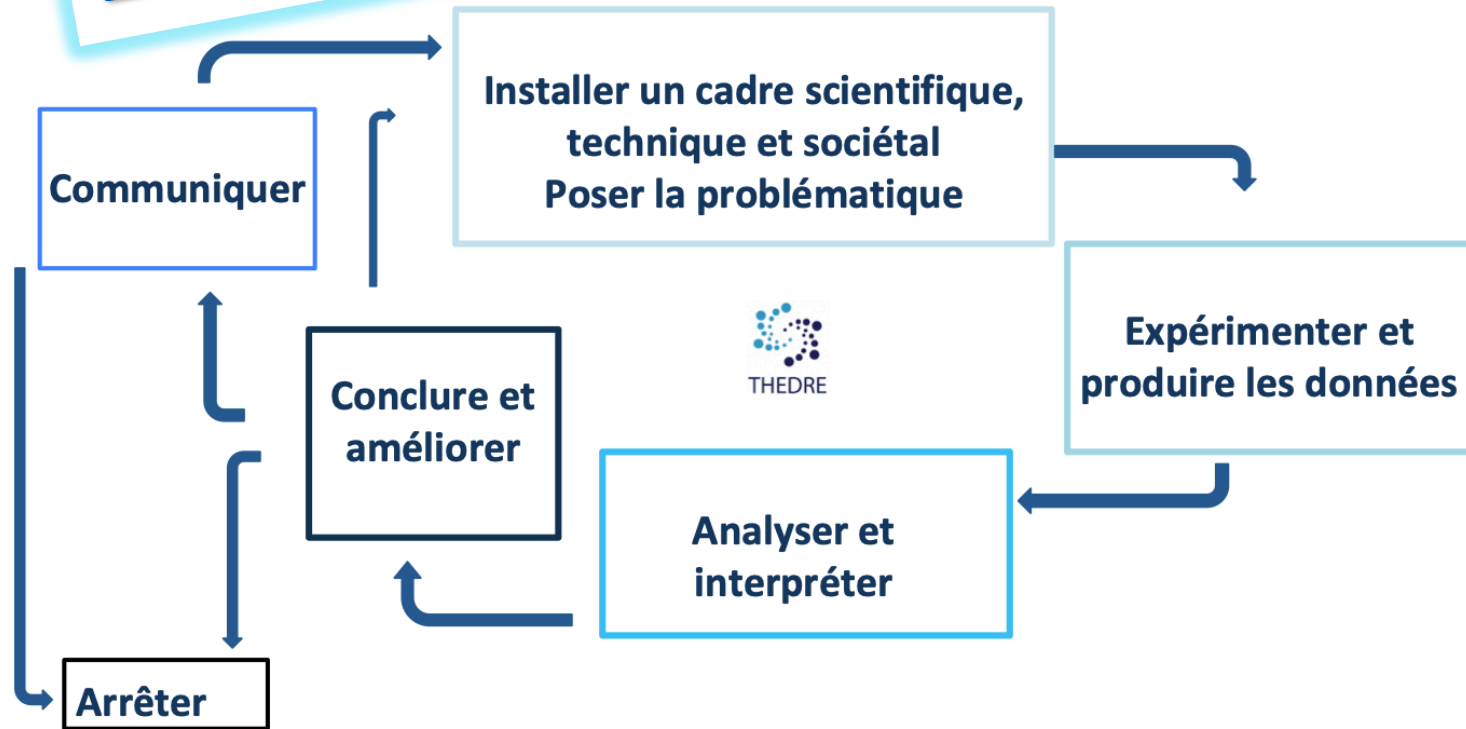 Installer un cadre scientifique,
technique et sociétal
Poser la problématique
Communiquer
Expérimenter et
produire les données
THEDRE
Conclure et
améliorer
Analyser et
interpréter
Arrêter